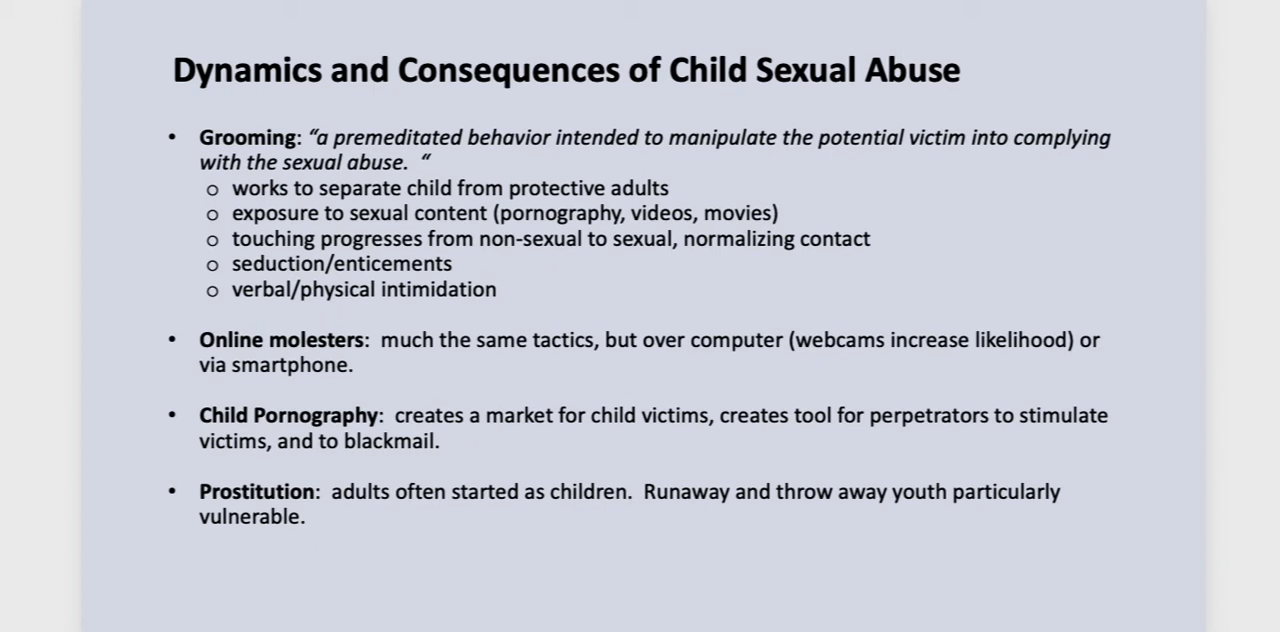 Dynamics and Consequences of Child Sexual Abuse
• Grooming: “a premeditated behavior intended to manipulate the potential victim into complying
with the sexual abuse. “
o works to separate child from protective adults
o exposure to sexual content (pornography, videos, movies)
o touching progresses from non-sexual to sexual, normalizing contact
o seduction/enticements
o verbal/physical intimidation
• Online molesters: much the same tactics, but over computer (webcams increase likelihood) or
via smartphone.
• Child Pornography: creates a market for child victims, creates tool for perpetrators to stimulate
victims, and to blackmail.
• Prostitution: adults often started as children. Runaway and throw away youth particularly
vulnerable.